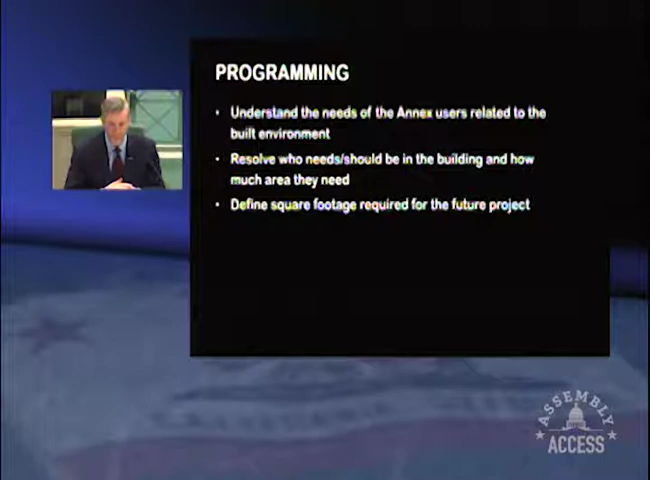 PROGRAMMING
• Understand the needs of the Annex users related to the
built environment
• Resolve who needs/should be in the building and how
much area they need
• Define square footage required for the future project
ASSEMBLY
ACCESS